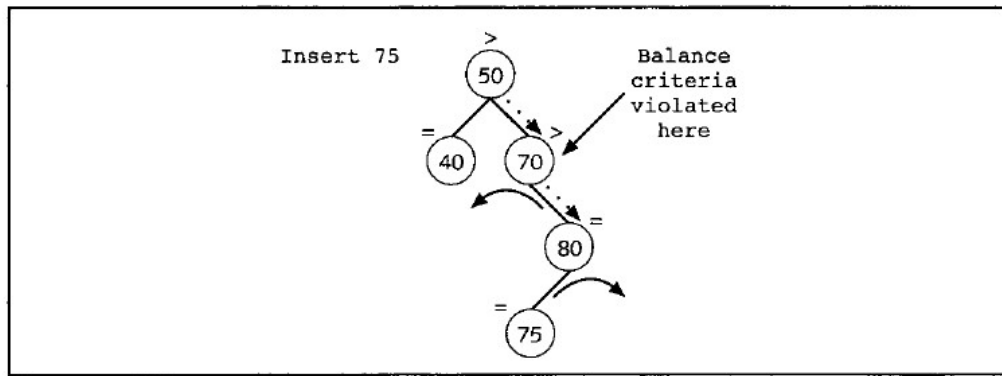 >
Insert 75
50
Balance
criteria
violated
here
=
40
>
70
=
80
=
75